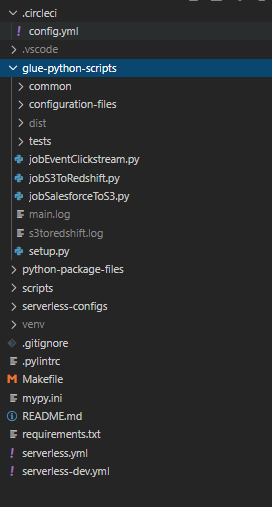 .circleci
config.yml
.vscode
glue-python-scripts
common
configuration-files
dist
tests
jobEventClickstream.py
jobS3ToRedshift.py
jobSalesforceToS3.py
main.log
s3toredshift.log
setup.py
python-package-files
scripts
serverless-configs
venv
.gitignore
.pylintrc
Makefile
mypy.ini
README.md
requirements.txt
serverless.yml
serverless-dev.yml